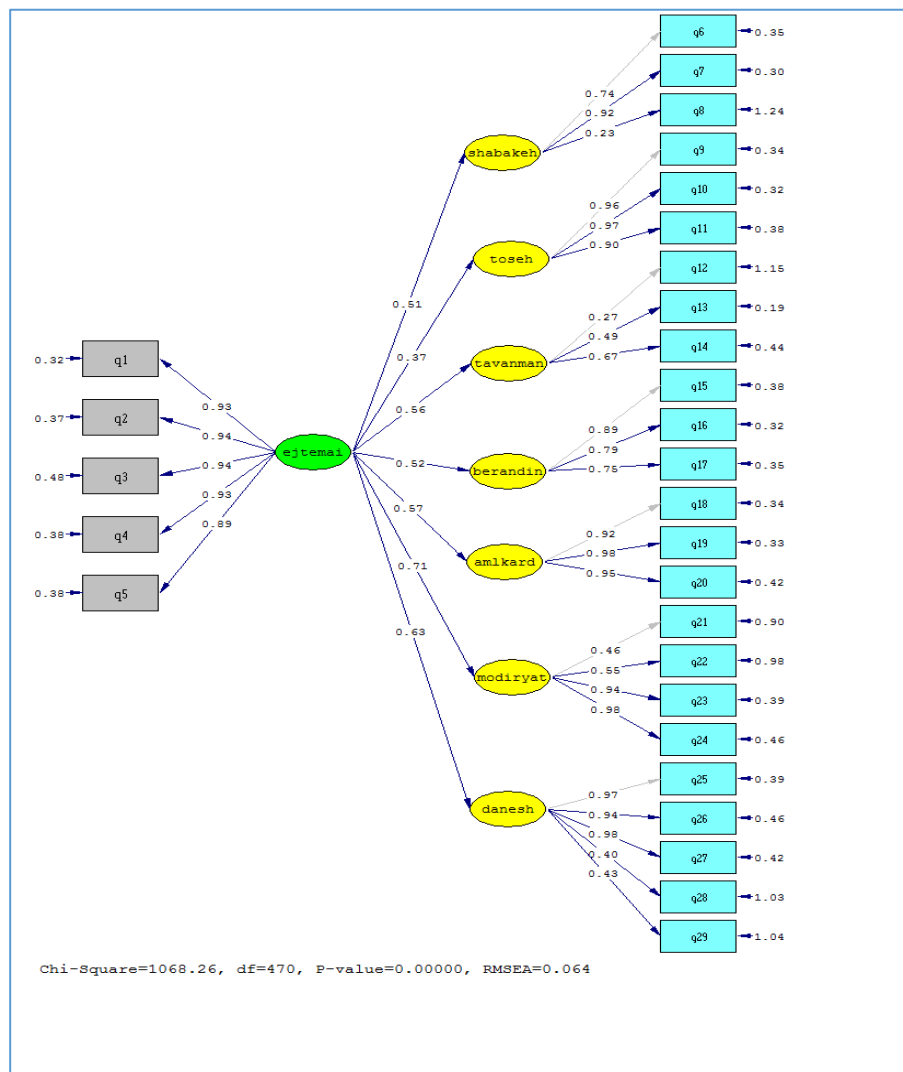 q6
0.35
q7
0.30
0.74
0.92
0.23
q8
1.24
shabakeh
q9
0.34
q10
0.32
0.96
0.97
0.90
q11
0.38
toseh
q12
1.15
0.51
q13
0.19
0.27
0.49
0.67
q14
0.44
0.37
0.32
q1
tavanman
0.56
q15
0.38
0.93
0.37
q2
q16
0.32
0.89
0.79
0.75
0.94
ejtemai
0.52
berandin
q17
0.35
0.48
q3
0.94
0.93
0.89
0.57
q18
0.34
0.38
q4
0.92
0.98
0.95
q19
0.33
amlkard
0.71
q20
0.42
0.38
q5
q21
0.90
0.63
0.46
0.55
0.94
0.98
q22
0.98
modiryat
q23
0.39
q24
0.46
q25
0.39
0.97
0.94
0.98
0.40
0.43
danesh
q26
0.46
q27
0.42
q28
1.03
q29
1.04
Chi-Square=1068.26, df=470, P-value=0.00000, RMSEA=0.064